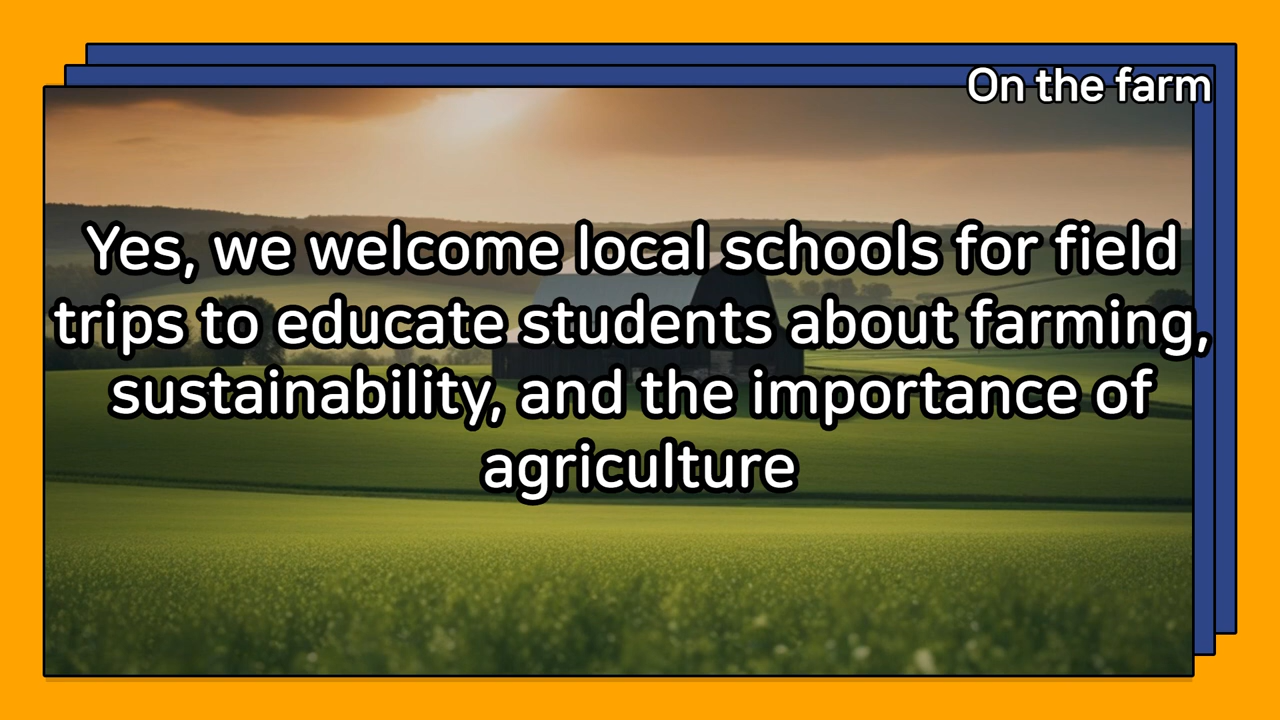 On the farm
Yes, we welcome local schools for field
trips to educate students about farming,
sustainability, and the importance of
agriculture